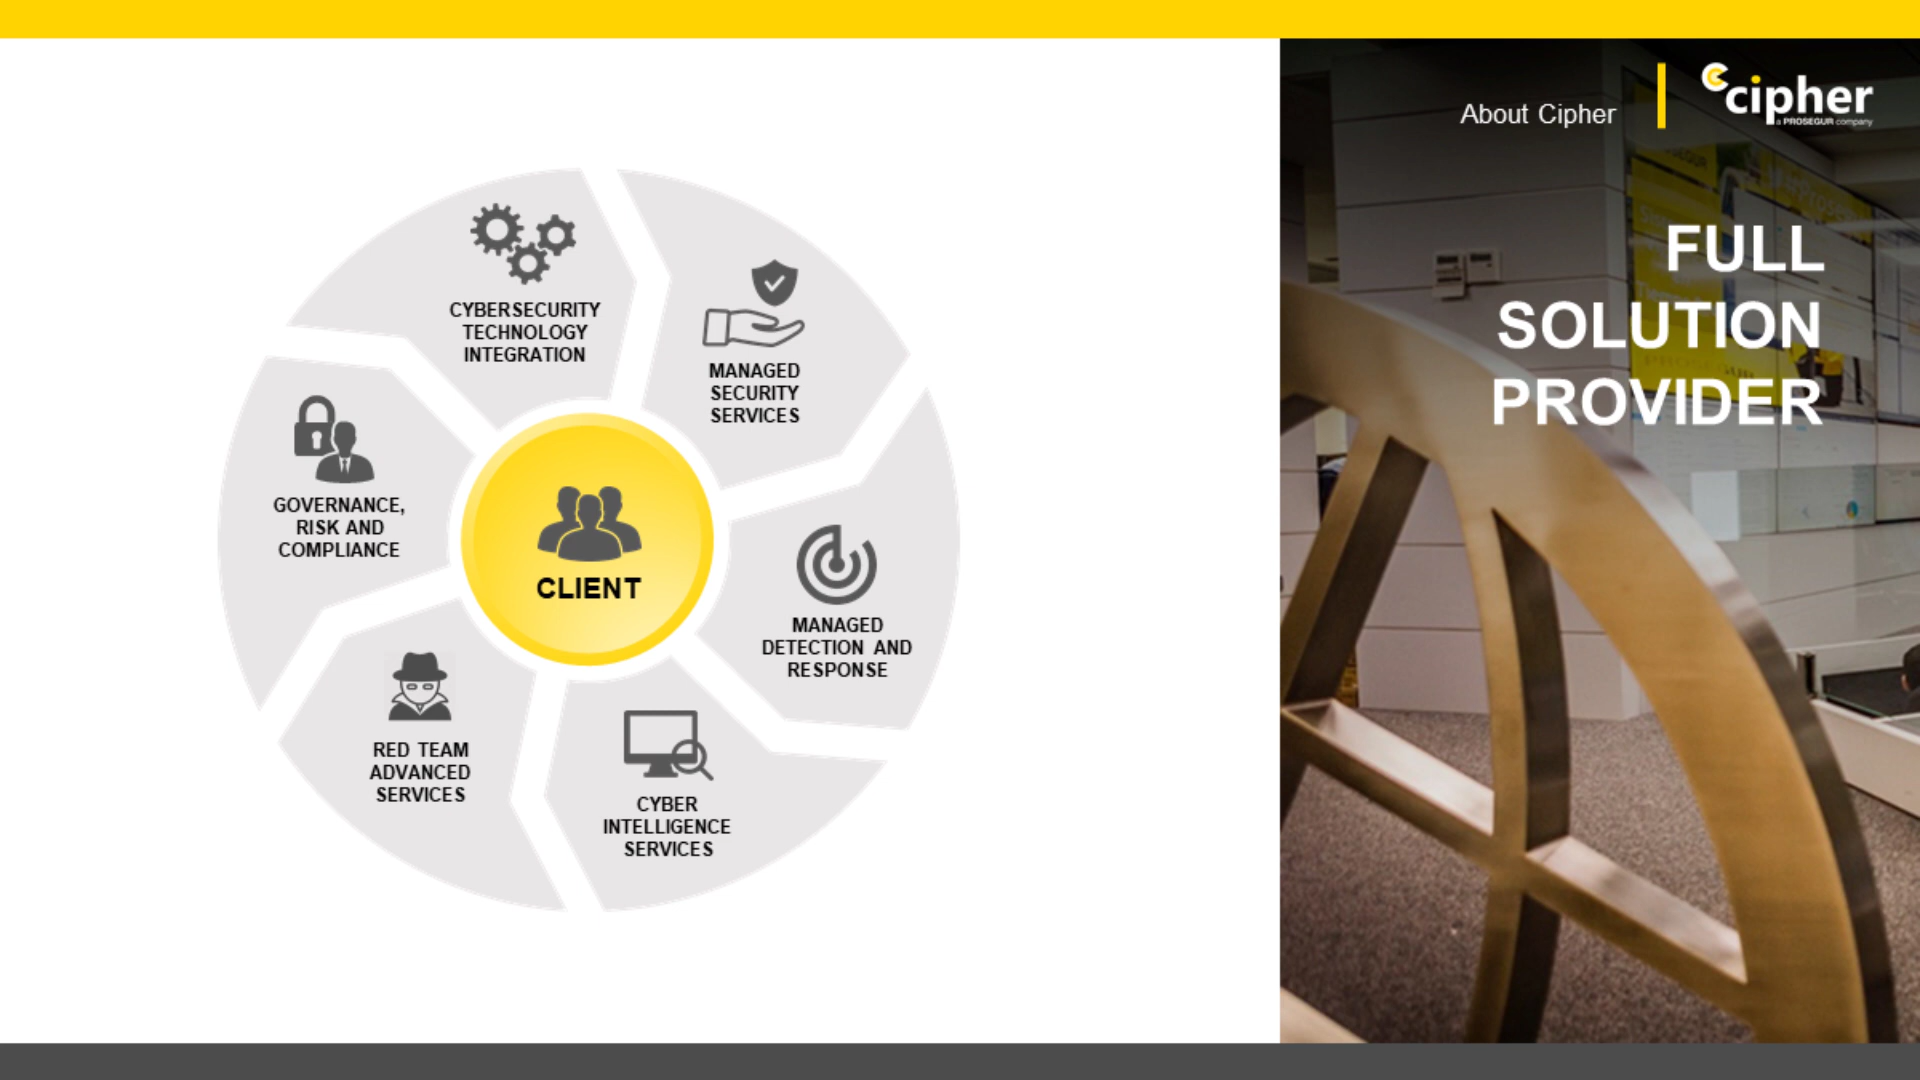 About Cipher
cipher
a PROSEGUR company
FULL
SOLUTION
PROVIDER
CYBERSECURITY
TECHNOLOGY
INTEGRATION
MANAGED
SECURITY
SERVICES
MANAGED
DETECTION AND
RESPONSE
CYBER
INTELLIGENCE
SERVICES
RED TEAM
ADVANCED
SERVICES
GOVERNANCE,
RISK AND
COMPLIANCE
CLIENT